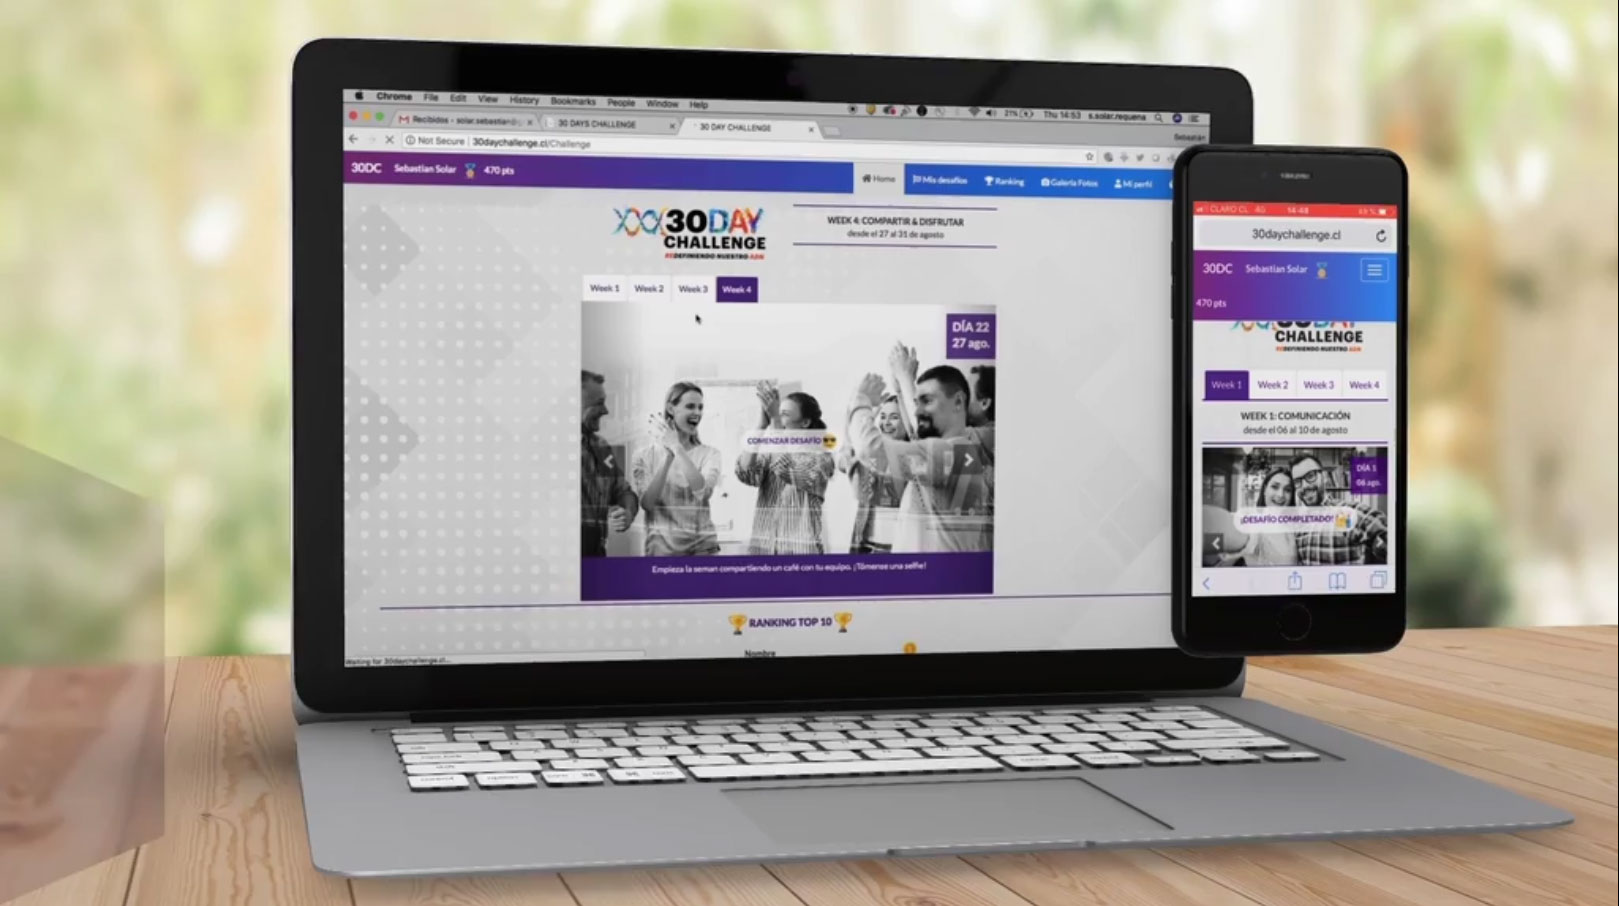 Chrome File Edit View History Bookmarks People Window Help
21% Thu 14:53 s.solar.requena
Recibidos - solar.sebastian@g
30 DAYS CHALLENGE
30 DAY CHALLENGE
Sebastián
Not Secure | 30daychallenge.cl/Challenge
30DC Sebastian Solar 470 pts
Home Mis desafíos Ranking Galería Fotos Mi perfil
30DAY
CHALLENGE
#REDEFINIENDO NUESTRO ADN
WEEK 4: COMPARTIR & DISFRUTAR
desde el 27 al 31 de agosto
Week 1 Week 2 Week 3 Week 4
DÍA 22
27 ago.
COMENZAR DESAFÍO
Empieza la seman compartiendo un café con tu equipo. ¡Tómense una selfie!
RANKING TOP 10
Nombre
Waiting for 30daychallenge.cl...
CLARO CL 4G 14:48
30daychallenge.cl
30DC Sebastian Solar
470 pts
30DAY
CHALLENGE
#REDEFINIENDO NUESTRO ADN
Week 1 Week 2 Week 3 Week 4
WEEK 1: COMUNICACIÓN
desde el 06 al 10 de agosto
DÍA 1
06 ago.
¡DESAFÍO COMPLETADO!